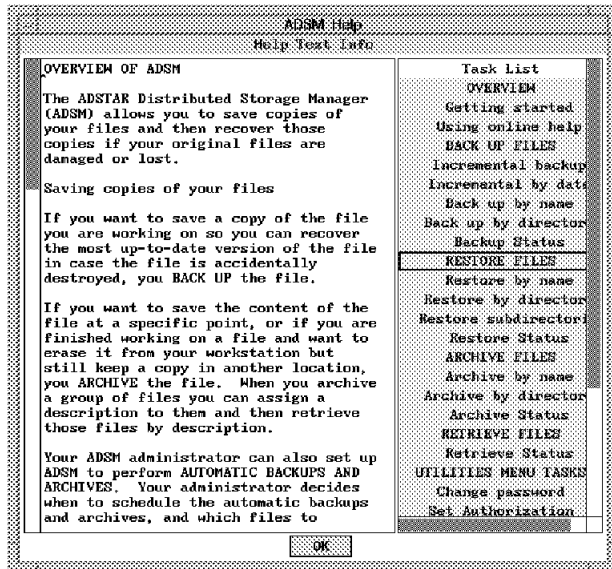 ADSM Help
Help Text Info
OVERVIEW OF ADSM
The ADSTAR Distributed Storage Manager
(ADSM) allows you to save copies of
your files and then recover those
copies if your original files are
damaged or lost.
Saving copies of your files
If you want to save a copy of the file
you are working on so you can recover
the most up-to-date version of the file
in case the file is accidentally
destroyed, you BACK UP the file.
If you want to save the content of the
file at a specific point, or if you are
finished working on a file and want to
erase it from your workstation but
still keep a copy in another location,
you ARCHIVE the file.  When you archive
a group of files you can assign a
description to them and then retrieve
those files by description.
Your ADSM administrator can also set up
ADSM to perform AUTOMATIC BACKUPS AND
ARCHIVES.  Your administrator decides
when to schedule the automatic backups
and archives, and which files to
Task List
OVERVIEW
Getting started
Using online help
BACK UP FILES
Incremental backup
Incremental by date
Back up by name
Back up by director
Backup Status
RESTORE FILES
Restore by name
Restore by director
Restore subdirectori
Restore Status
ARCHIVE FILES
Archive by name
Archive by director
Archive Status
RETRIEVE FILES
Retrieve Status
UTILITIES MENU TASKS
Change password
Set Authorization
OK